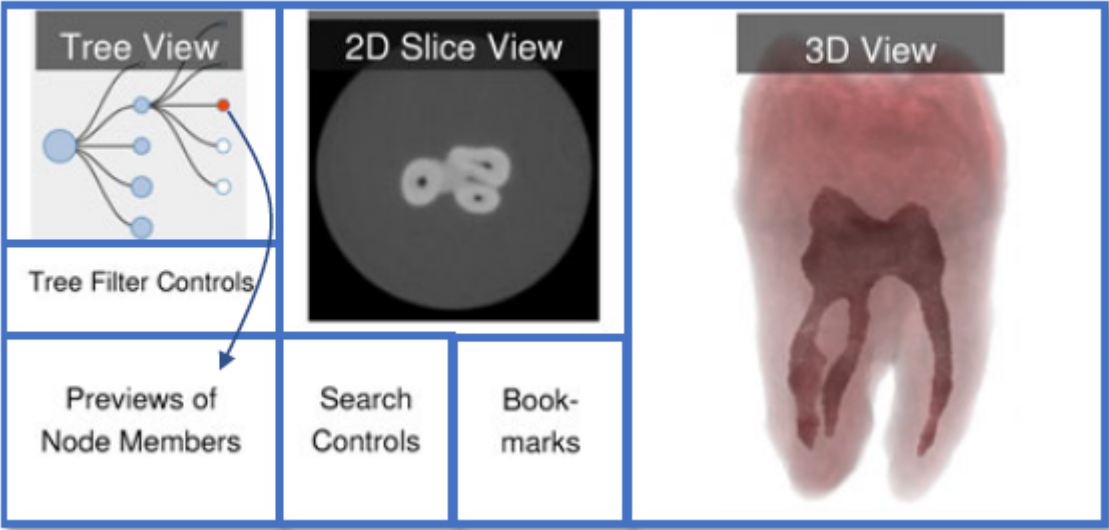 Tree View
2D Slice View
3D View
Tree Filter Controls
Previews of
Node Members
Search
Controls
Book-
marks